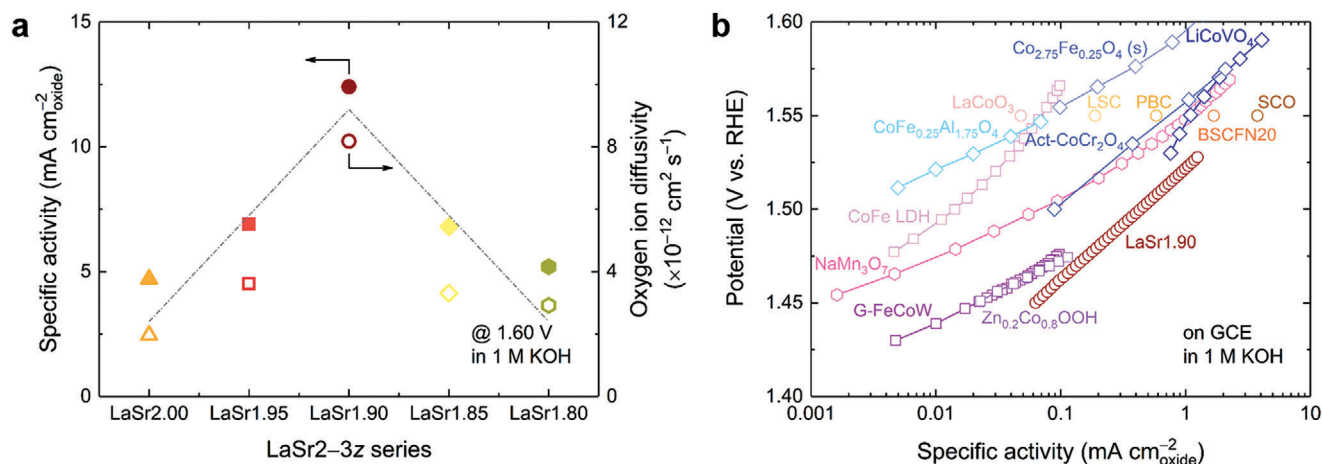 a
15
10
5
0
Specific activity (mA cm⁻²oxide)
12
8
4
0
Oxygen ion diffusivity
(×10⁻¹² cm² s⁻¹)
@ 1.60 V
in 1 M KOH
LaSr2.00
LaSr1.95
LaSr1.90
LaSr1.85
LaSr1.80
LaSr2–3z series
b
1.60
1.55
1.50
1.45
1.40
Potential (V vs. RHE)
Co2.75Fe0.25O4 (s)
LiCoVO4
LaCoO3
LSC
PBC
SCO
CoFe0.25Al1.75O4
Act-CoCr2O4
BSCFN20
CoFe LDH
LaSr1.90
NaMn3O7
G-FeCoW
Zn0.2Co0.8OOH
on GCE
in 1 M KOH
0.001
0.01
0.1
1
10
Specific activity (mA cm⁻²oxide)